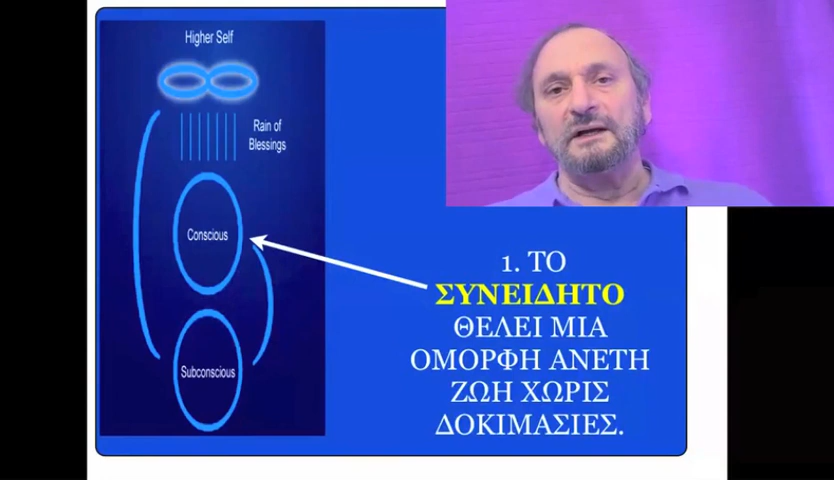 Higher Self
Rain of
Blessings
Conscious
Subconscious
1. ΤΟ
ΣΥΝΕΙΔΗΤΟ
ΘΕΛΕΙ ΜΙΑ
ΟΜΟΡΦΗ ΑΝΕΤΗ
ΖΩΗ ΧΩΡΙΣ
ΔΟΚΙΜΑΣΙΕΣ.